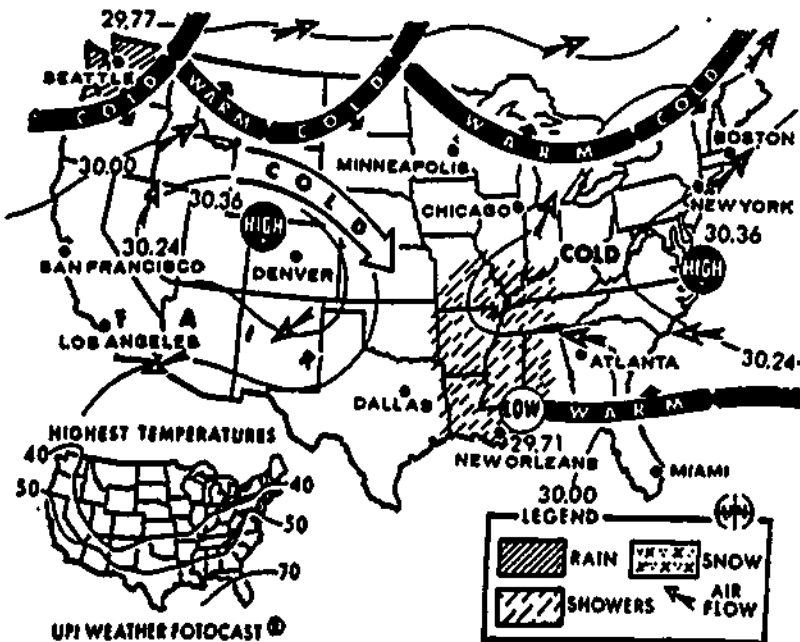 29.77
SEATTLE
COLD
WARM COLD
WARM COLD
BOSTON
MINNEAPOLIS
30.00
COLD
30.36
CHICAGO
NEW YORK
30.36
HIGH
30.24
COLD
HIGH
SAN FRANCISCO
DENVER
LOS ANGELES
ATLANTA
30.24
DALLAS
LOW
WARM
29.71
NEW ORLEANS
MIAMI
30.00
HIGHEST TEMPERATURES
40
50
40
50
70
LEGEND
RAIN
SNOW
SHOWERS
AIR
FLOW
UPI WEATHER FOTOCAST ®